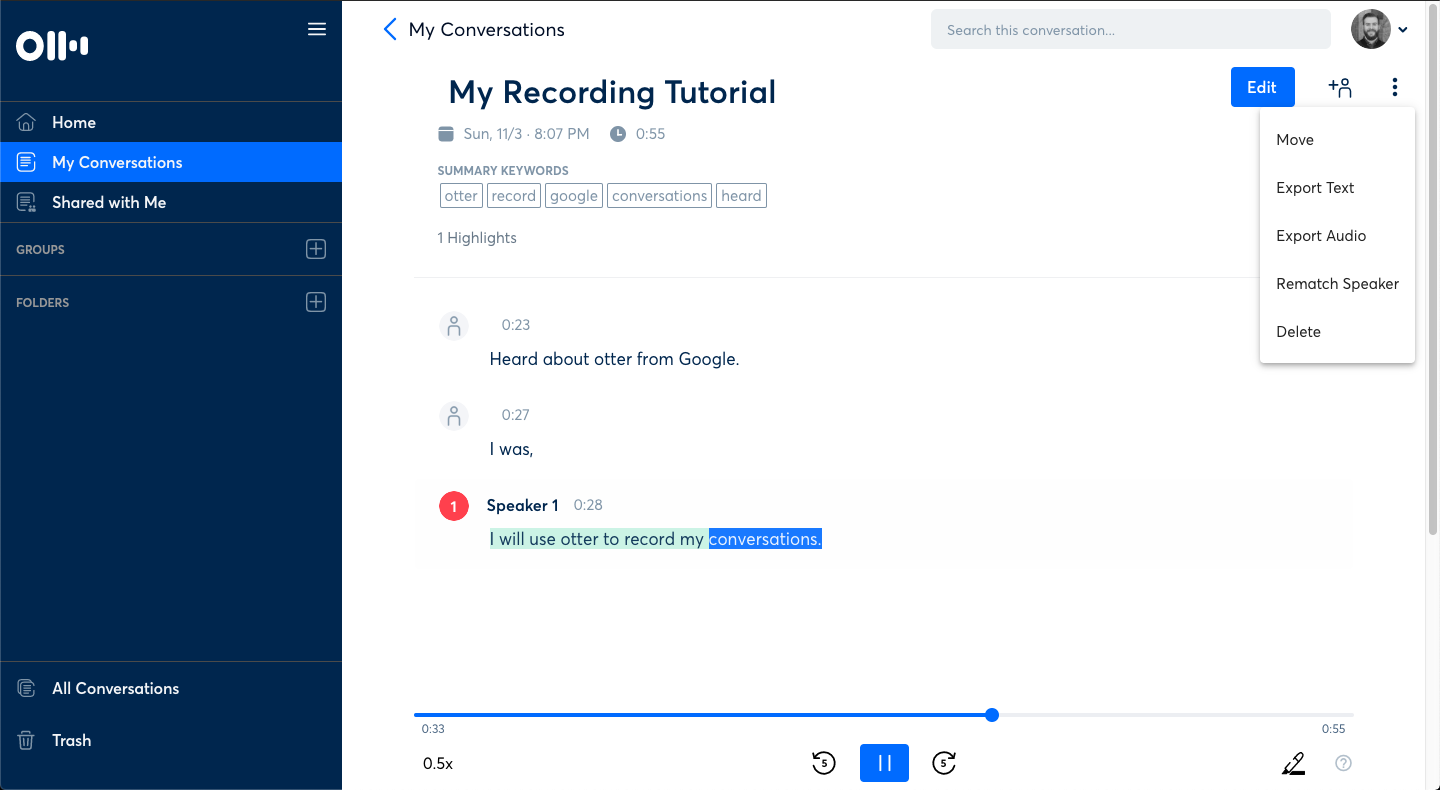 My Conversations
Search this conversation...
My Recording Tutorial
Edit
Sun, 11/3 · 8:07 PM
0:55
SUMMARY KEYWORDS
otter record google conversations heard
1 Highlights
Move
Export Text
Export Audio
Rematch Speaker
Delete
Home
My Conversations
Shared with Me
GROUPS
FOLDERS
All Conversations
Trash
0:23
Heard about otter from Google.
0:27
I was,
1 Speaker 1 0:28
I will use otter to record my conversations.
0:33
0:55
0.5x
5
5
?